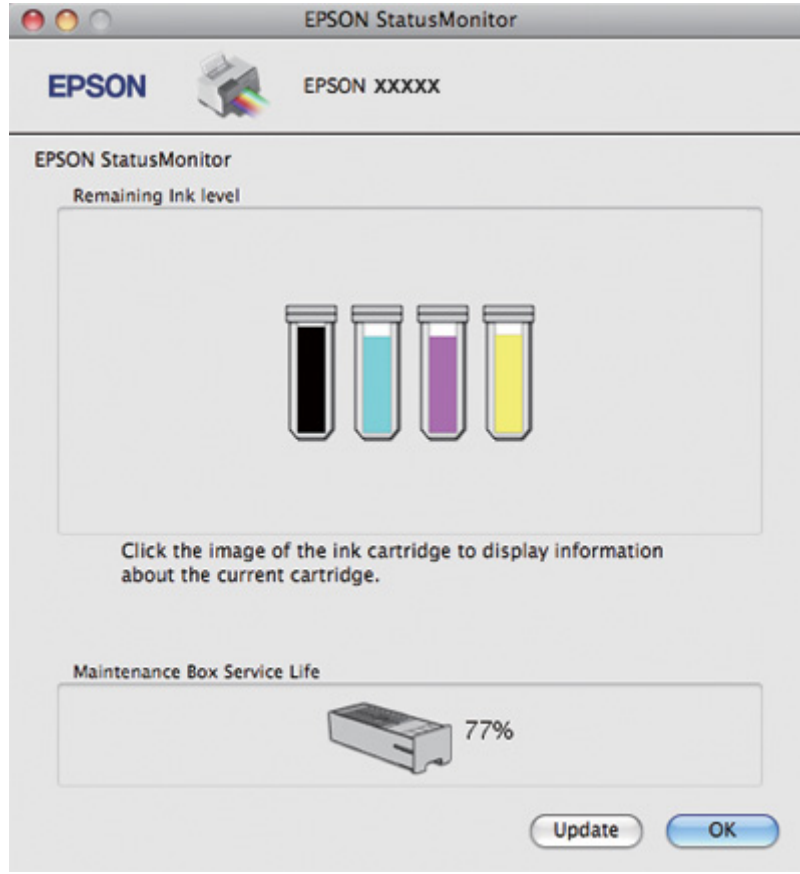 EPSON StatusMonitor
EPSON EPSON XXXXX
EPSON StatusMonitor
Remaining Ink level
Click the image of the ink cartridge to display information
about the current cartridge.
Maintenance Box Service Life
77%
Update OK